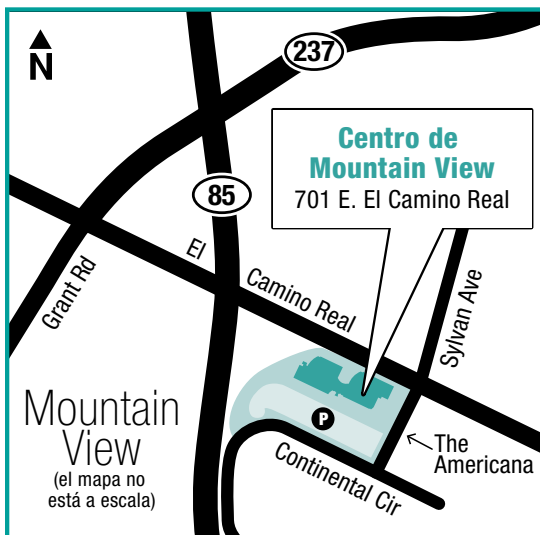 N
237
Centro de
Mountain View
701 E. El Camino Real
85
El Camino Real
Grant Rd
Sylvan Ave
Mountain
View
(el mapa no
está a escala)
P
The
Americana
Continental Cir